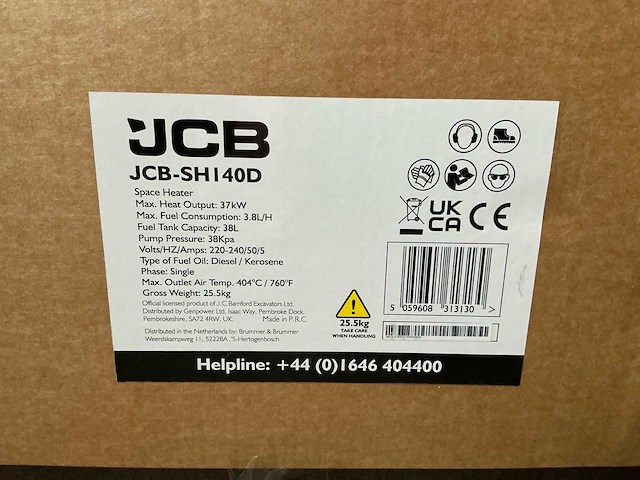 JCB
JCB-SH140D
Space Heater
Max. Heat Output: 37kW
Max. Fuel Consumption: 3.8L/H
Fuel Tank Capacity: 38L
Pump Pressure: 38Kpa
Volts/HZ/Amps: 220-240/50/5
Type of Fuel Oil: Diesel / Kerosene
Phase: Single
Max. Outlet Air Temp. 404°C / 760°F
Gross Weight: 25.5kg
Official licensed product of J.C Bamford Excavators Ltd.
Distributed by Genpower Ltd, Isaac Way, Pembroke Dock,
Pembrokeshire, SA72 4RW, UK. Made in P.R.C
Distributed in the Netherlands by: Brummer & Brummer
Weerdskampweg 11, 5222BA ,'S-Hertogenbosch
25.5kg
TAKE CARE
WHEN HANDLING
UK
CA
CE
5 059608 313130 >
Helpline: +44 (0)1646 404400